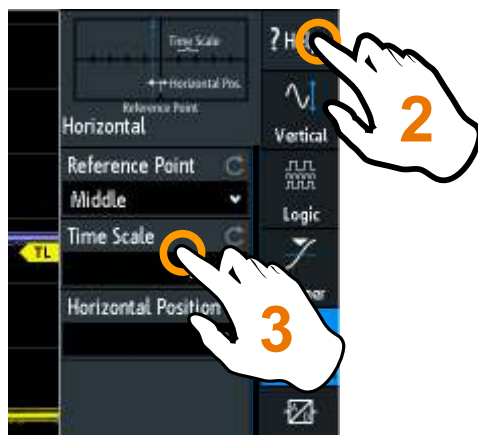 Time Scale
Horizontal Pos.
Reference Point
Horizontal
Reference Point
Middle
Time Scale
TL
Horizontal Position
?
2
Vertical
Logic
3